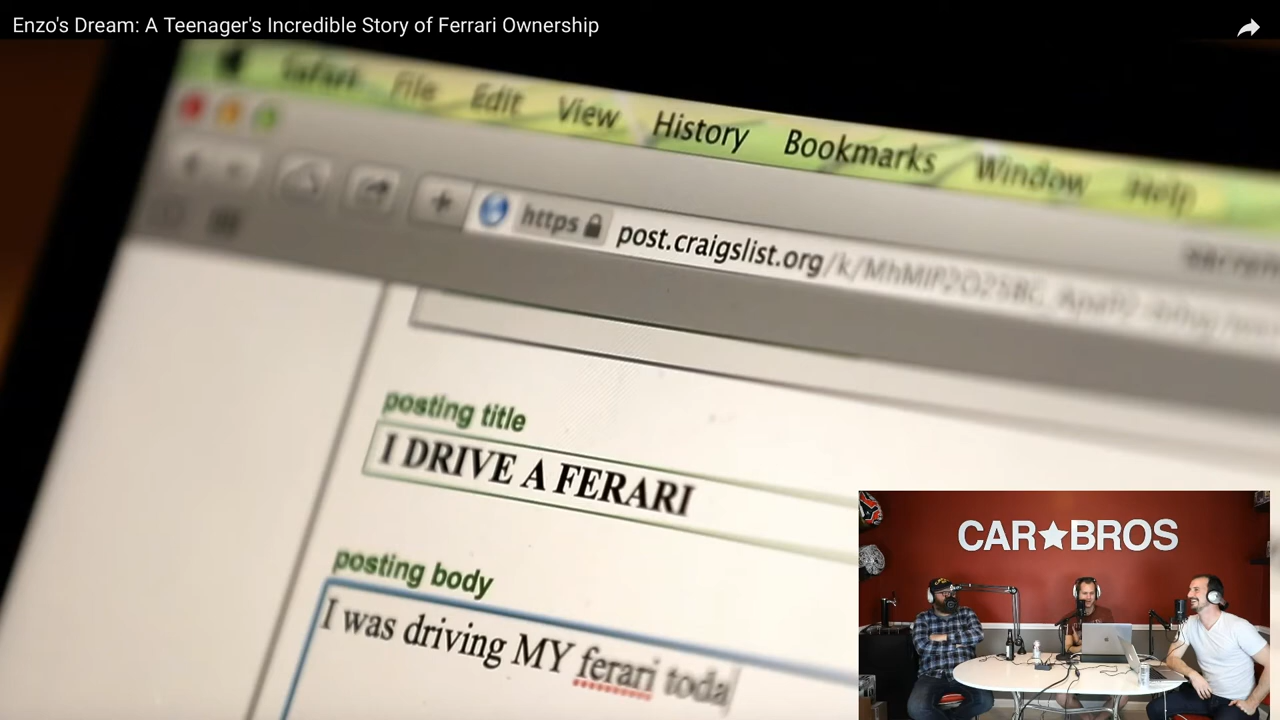 Enzo's Dream: A Teenager's Incredible Story of Ferrari Ownership
Safari File Edit View History Bookmarks Window Help
https post.craigslist.org/k/
posting title
I DRIVE A FERARI
posting body
I was driving MY ferari toda
CAR★BROS